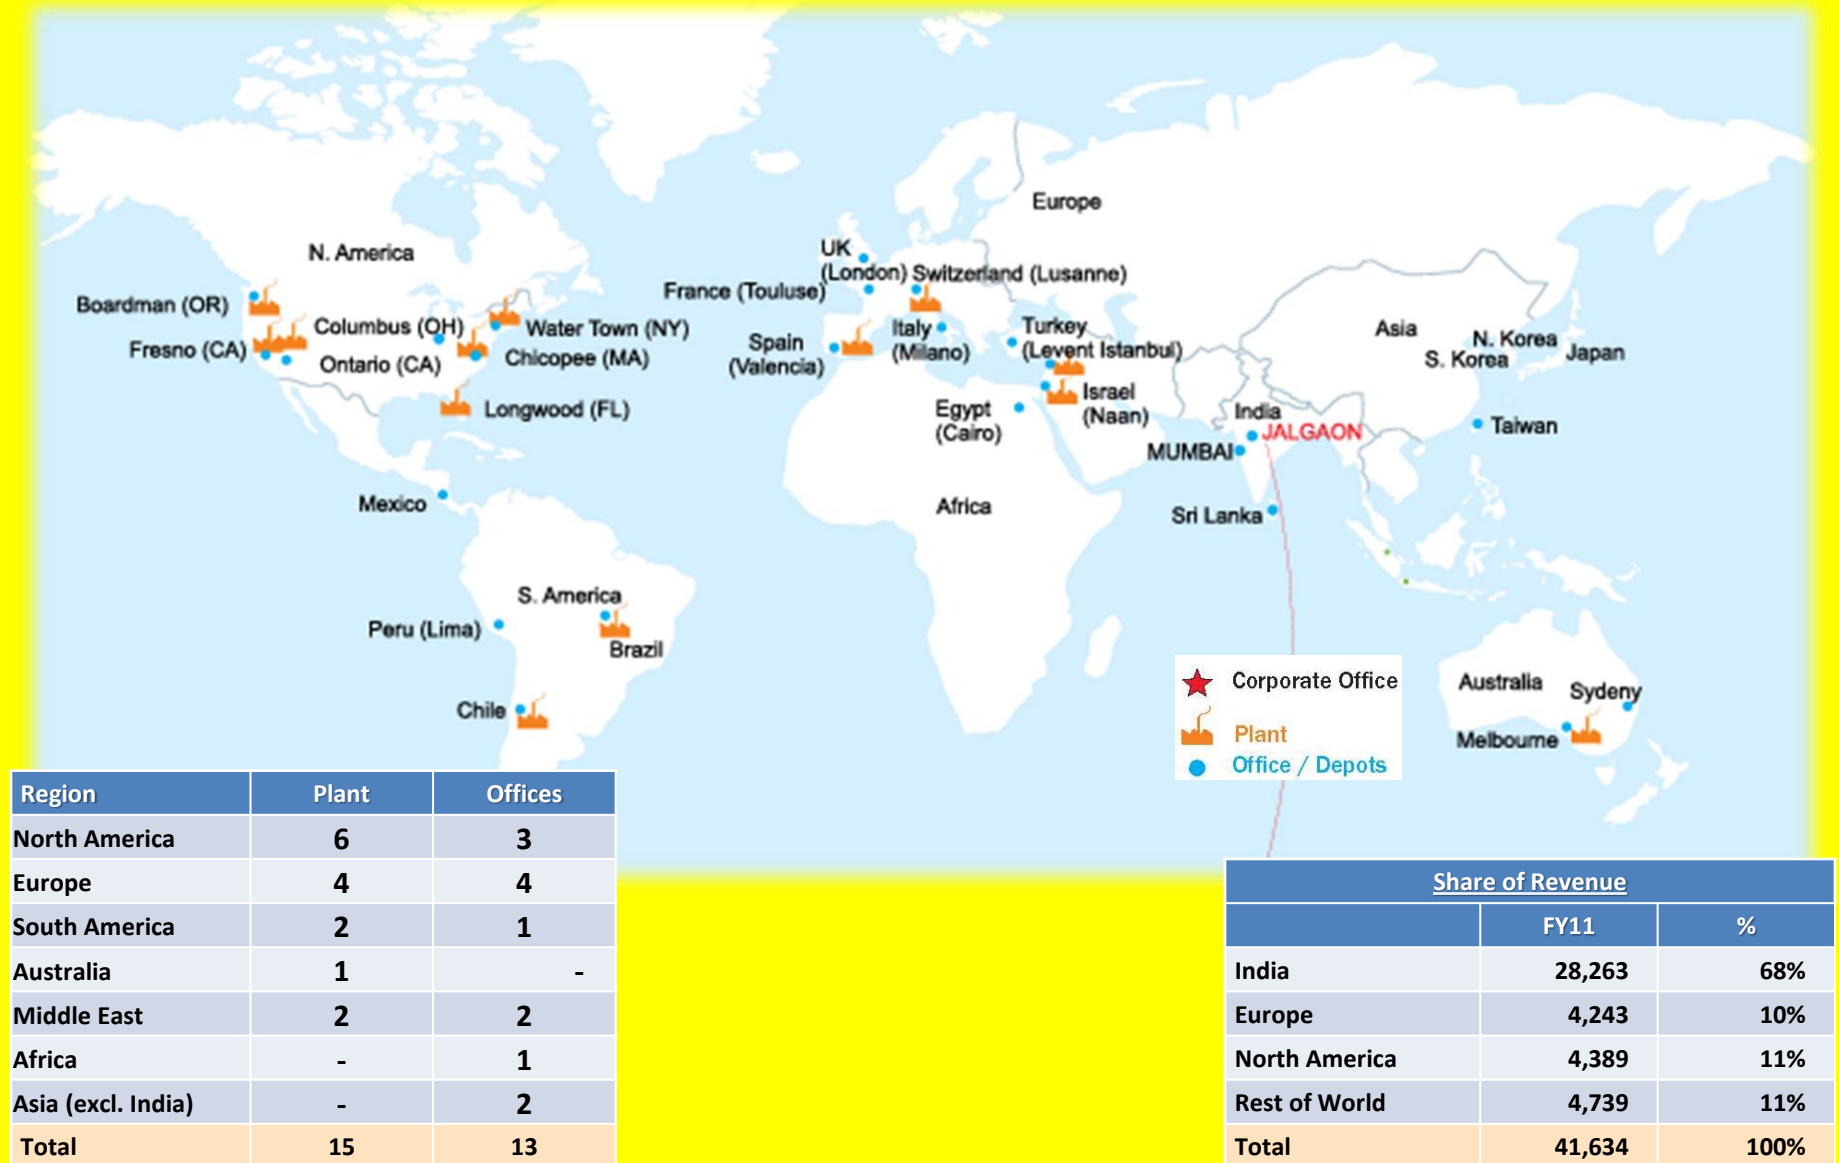 Europe
UK
(London)
Switzerland (Lusanne)
N. America
France (Touluse)
Boardman (OR)
Columbus (OH)
Water Town (NY)
Italy
(Milano)
Turkey
(Levent Istanbul)
Asia
N. Korea
S. Korea
Japan
Fresno (CA)
Ontario (CA)
Chicopee (MA)
Spain
(Valencia)
Longwood (FL)
Egypt
(Cairo)
Israel
(Naan)
India
JALGAON
Taiwan
MUMBAI
Mexico
Africa
Sri Lanka
S. America
Peru (Lima)
Brazil
Chile
Corporate Office
Plant
Office / Depots
Australia
Sydeny
Melbourne
Region Plant Offices
North America 6 3
Europe 4 4
South America 2 1
Australia 1 -
Middle East 2 2
Africa - 1
Asia (excl. India) - 2
Total 15 13
Share of Revenue
FY11 %
India 28,263 68%
Europe 4,243 10%
North America 4,389 11%
Rest of World 4,739 11%
Total 41,634 100%